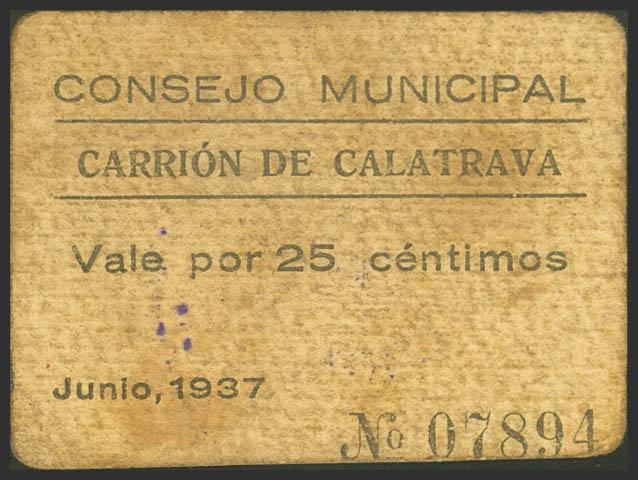 CONSEJO MUNICIPAL
CARRIÓN DE CALATRAVA
Vale por 25 céntimos
Junio, 1937
No 07894